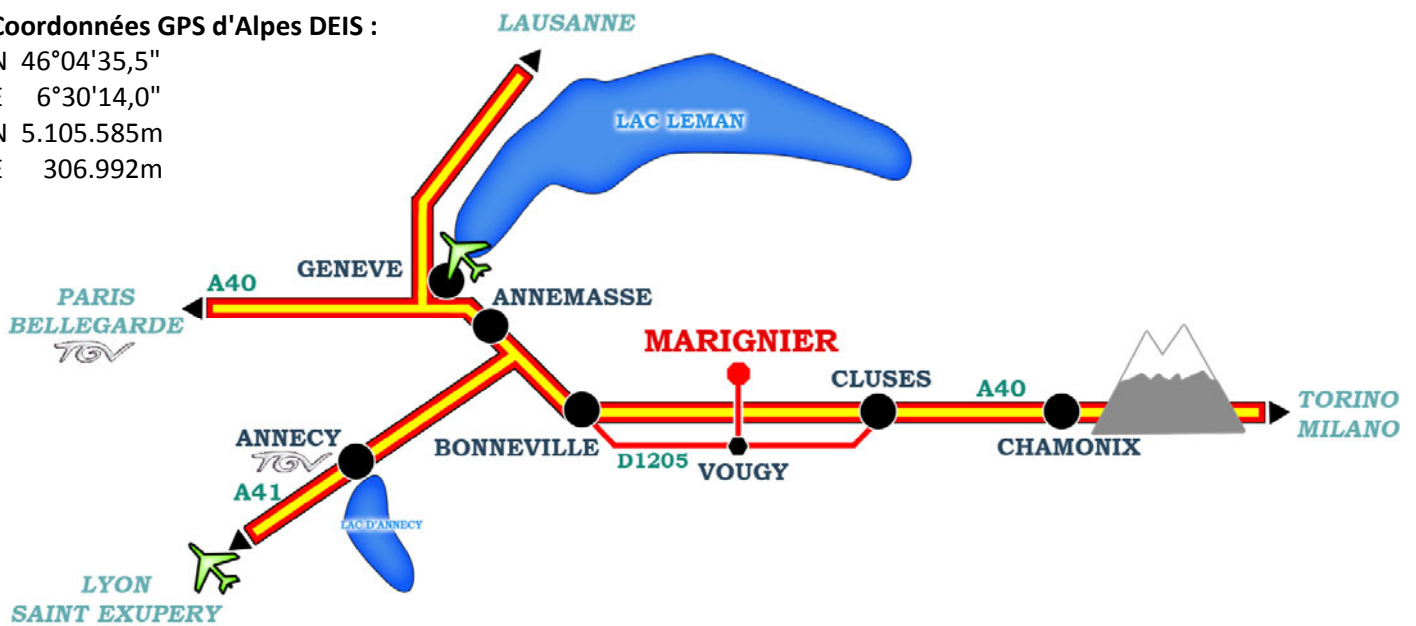 Coordonnées GPS d'Alpes DEIS :
N 46°04'35,5"
E 6°30'14,0"
N 5.105.585m
E 306.992m
LAUSANNE
LAC LEMAN
GENEVE
A40
PARIS
BELLEGARDE
TGV
ANNEMASSE
MARIGNIER
CLUSES
A40
TORINO
MILANO
CHAMONIX
ANNECY
TGV
BONNEVILLE
D1205
VOUGY
A41
LAC D'ANNECY
LYON
SAINT EXUPERY